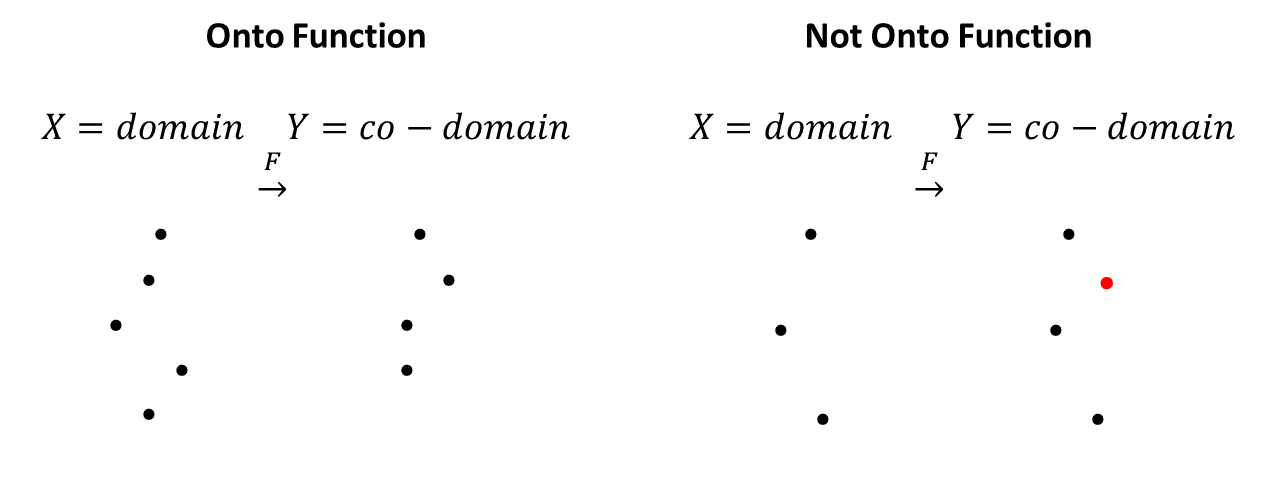 Onto Function
X = domain
Y = co − domain
F
→
Not Onto Function
X = domain
Y = co − domain
F
→